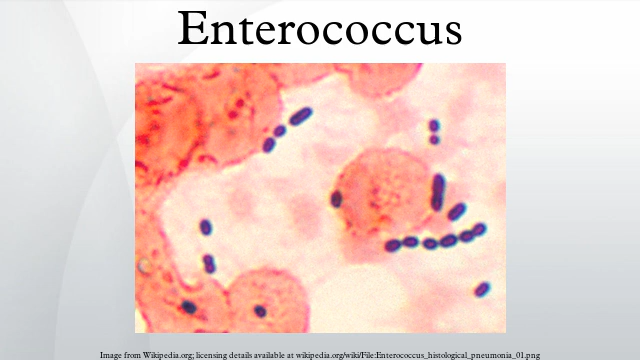 Enterococcus
Image from Wikipedia.org; licensing details available at wikipedia.org/wiki/File:Enterococcus_histological_pneumonia_01.png